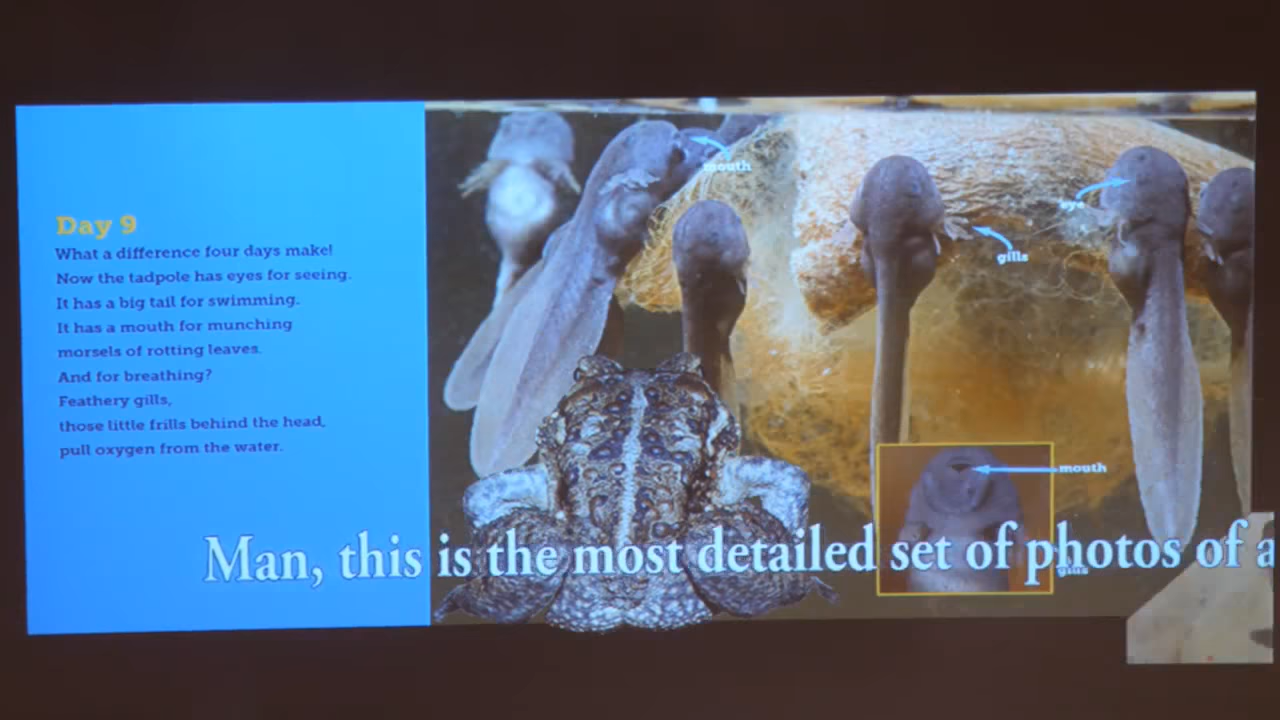 Day 9
What a difference four days make!
Now the tadpole has eyes for seeing.
It has a big tail for swimming.
It has a mouth for munching
morsels of rotting leaves.
And for breathing?
Feathery gills,
those little frills behind the head,
pull oxygen from the water.
mouth
eye
gills
mouth
gills
Man, this is the most detailed set of photos of a